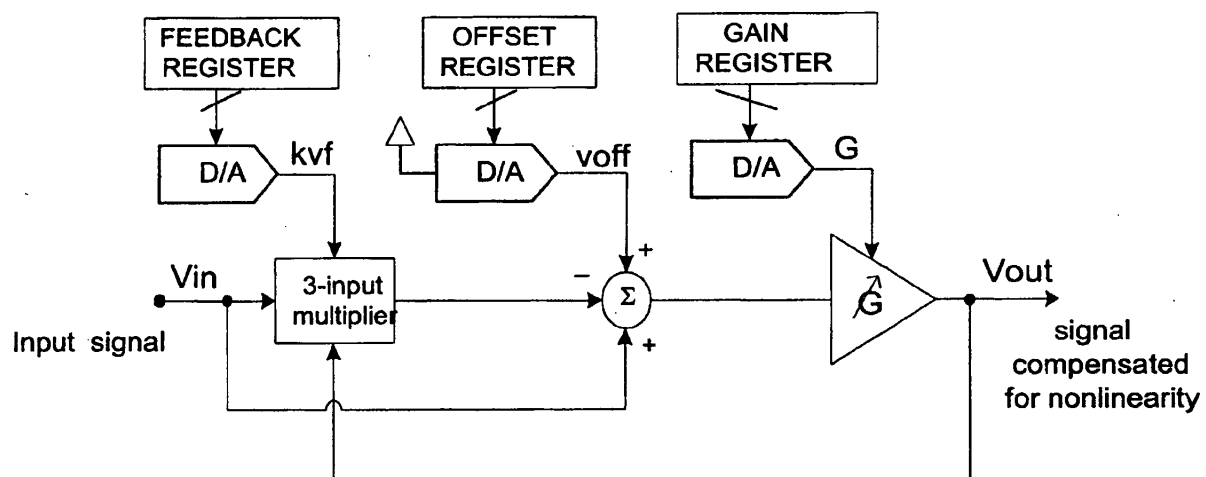 FEEDBACK
REGISTER
OFFSET
REGISTER
GAIN
REGISTER
D/A
kvf
D/A
voff
D/A
G
+
Vin
3-input
multiplier
−
Σ
+
G
Vout
Input signal
signal
compensated
for nonlinearity